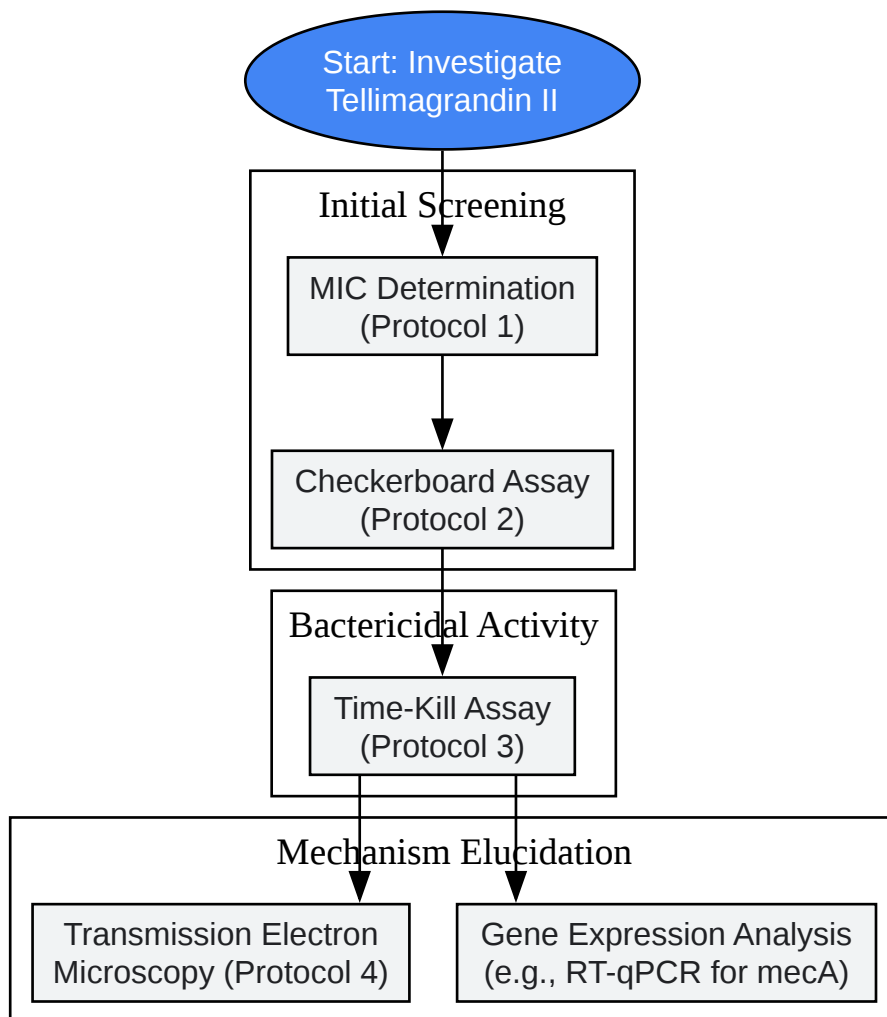 Start: Investigate
Tellimagrandin II
Initial Screening
MIC Determination
(Protocol 1)
Checkerboard Assay
(Protocol 2)
Bactericidal Activity
Time-Kill Assay
(Protocol 3)
Mechanism Elucidation
Transmission Electron
Microscopy (Protocol 4)
Gene Expression Analysis
(e.g., RT-qPCR for mecA)